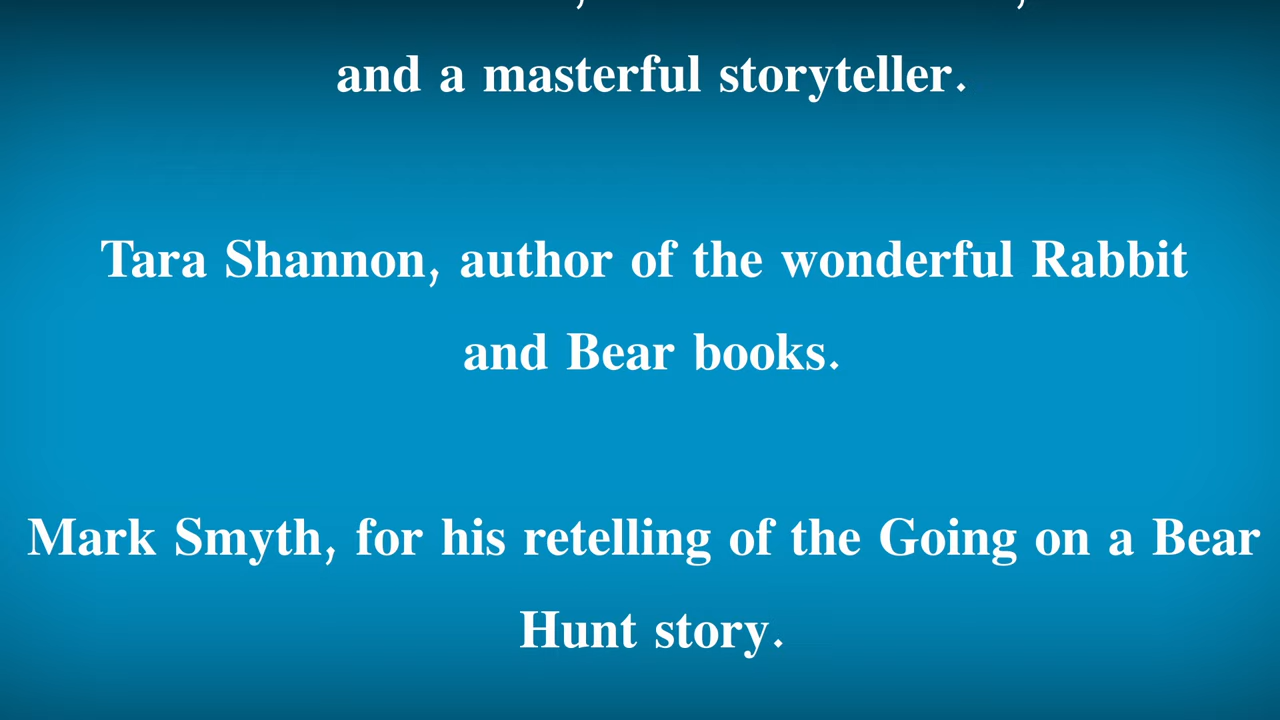 and a masterful storyteller.
Tara Shannon, author of the wonderful Rabbit
and Bear books.
Mark Smyth, for his retelling of the Going on a Bear
Hunt story.